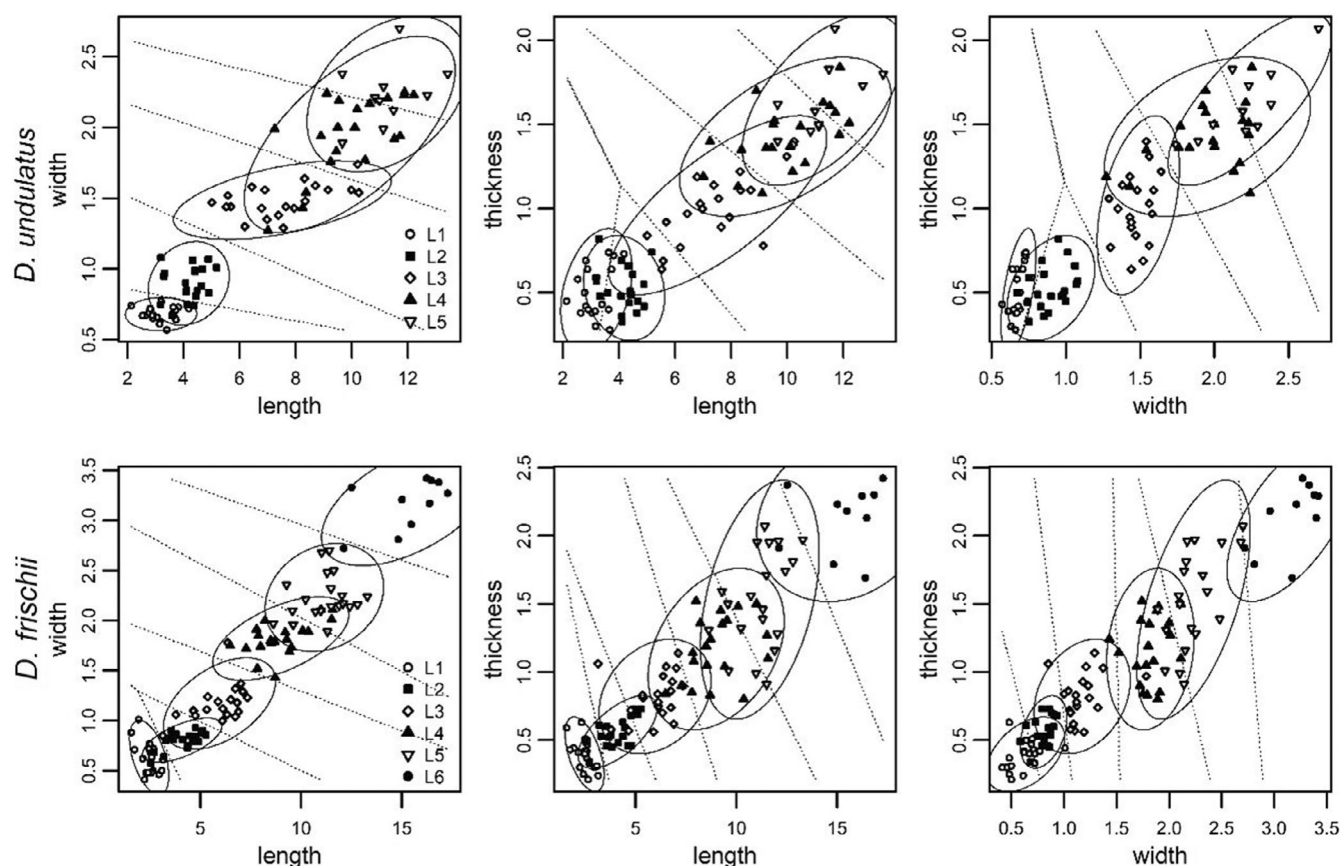 D. undulatus
width
0.5 1.0 1.5 2.0 2.5
L1
L2
L3
L4
L5
2 4 6 8 10 12
length
thickness
0.5 1.0 1.5 2.0
2 4 6 8 10 12
length
thickness
0.5 1.0 1.5 2.0
0.5 1.0 1.5 2.0 2.5
width
D. frischii
width
0.5 1.0 1.5 2.0 2.5 3.0 3.5
L1
L2
L3
L4
L5
L6
5 10 15
length
thickness
0.5 1.0 1.5 2.0 2.5
5 10 15
length
thickness
0.5 1.0 1.5 2.0 2.5
0.5 1.0 1.5 2.0 2.5 3.0 3.5
width